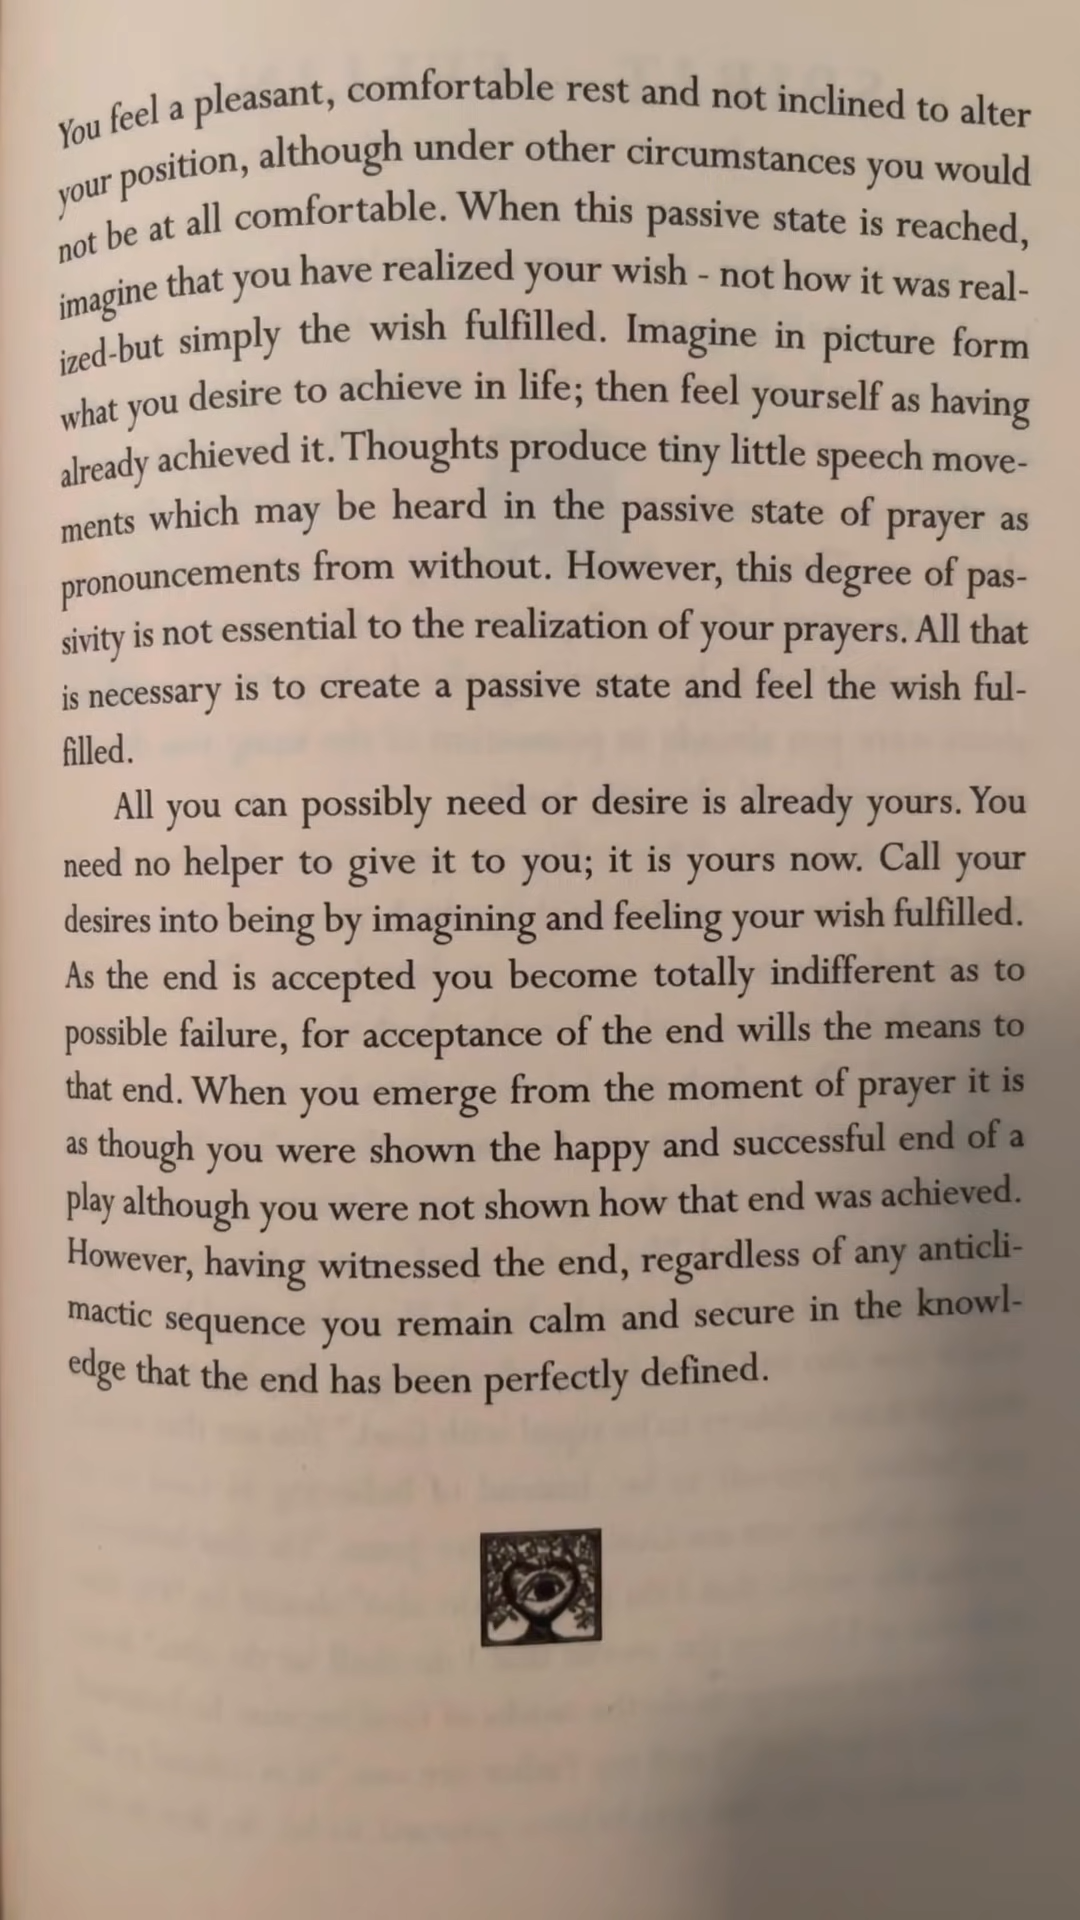 You feel a pleasant, comfortable rest and not inclined to alter
your position, although under other circumstances you would
not be at all comfortable. When this passive state is reached,
imagine that you have realized your wish - not how it was real-
ized-but simply the wish fulfilled. Imagine in picture form
what you desire to achieve in life; then feel yourself as having
already achieved it. Thoughts produce tiny little speech move-
ments which may be heard in the passive state of prayer as
pronouncements from without. However, this degree of pas-
sivity is not essential to the realization of your prayers. All that
is necessary is to create a passive state and feel the wish ful-
filled.
All you can possibly need or desire is already yours. You
need no helper to give it to you; it is yours now. Call your
desires into being by imagining and feeling your wish fulfilled.
As the end is accepted you become totally indifferent as to
possible failure, for acceptance of the end wills the means to
that end. When you emerge from the moment of prayer it is
as though you were shown the happy and successful end of a
play although you were not shown how that end was achieved.
However, having witnessed the end, regardless of any anticli-
mactic sequence you remain calm and secure in the knowl-
edge that the end has been perfectly defined.